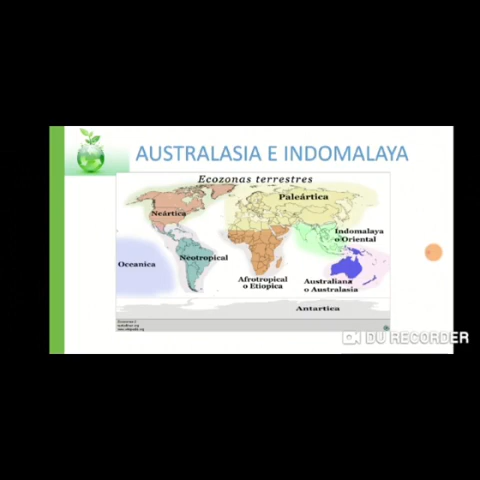 AUSTRALASIA E INDOMALAYA
Ecozonas terrestres
Paleártica
Neártica
Indomalaya
o Oriental
Oceanica
Neotropical
Afrotropical
o Etiopica
Australiana
o Australasia
Antartica
DU RECORDER